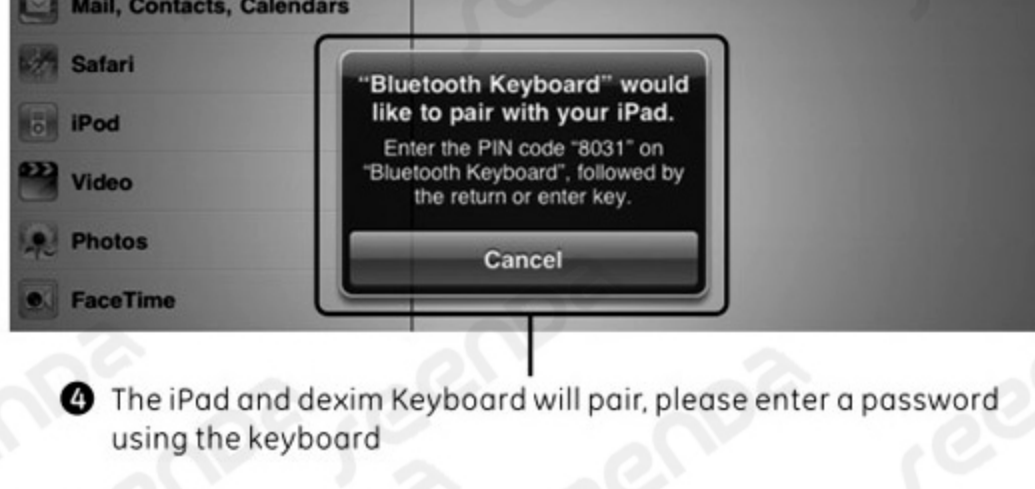 Mail, Contacts, Calendars
Safari
iPod
Video
Photos
FaceTime
“Bluetooth Keyboard” would
like to pair with your iPad.
Enter the PIN code “8031” on
“Bluetooth Keyboard”, followed by
the return or enter key.
Cancel
4 The iPad and dexim Keyboard will pair, please enter a password
using the keyboard